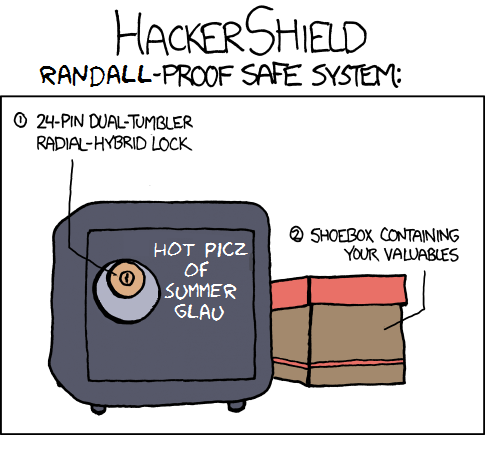 HACKERSHIELD
RANDALL-PROOF SAFE SYSTEM:
① 24-PIN DUAL-TUMBLER
RADIAL-HYBRID LOCK
HOT PICZ
OF
SUMMER
GLAU
② SHOEBOX CONTAINING
YOUR VALUABLES